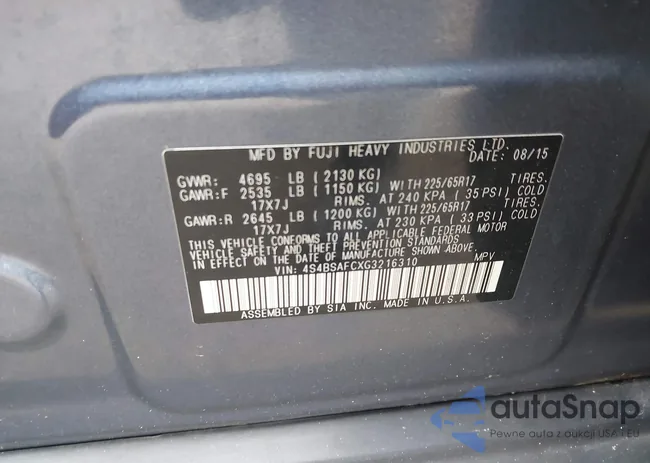 MFD BY FUJI HEAVY INDUSTRIES LTD.
DATE: 08/15
GVWR: 4695 LB ( 2130 KG)
GAWR:F 2535 LB ( 1150 KG) WITH 225/65R17 TIRES.
17X7J RIMS. AT 240 KPA ( 35 PSI) COLD
GAWR:R 2645 LB ( 1200 KG) WITH 225/65R17 TIRES.
17X7J RIMS. AT 230 KPA ( 33 PSI) COLD
THIS VEHICLE CONFORMS TO ALL APPLICABLE FEDERAL MOTOR
VEHICLE SAFETY AND THEFT PREVENTION STANDARDS
IN EFFECT ON THE DATE OF MANUFACTURE SHOWN ABOVE.
VIN: 4S4BSAFCXG3216310 MPV
ASSEMBLED BY SIA INC. MADE IN U.S.A.
autaSnap
Pewne auta z aukcji USA i EU